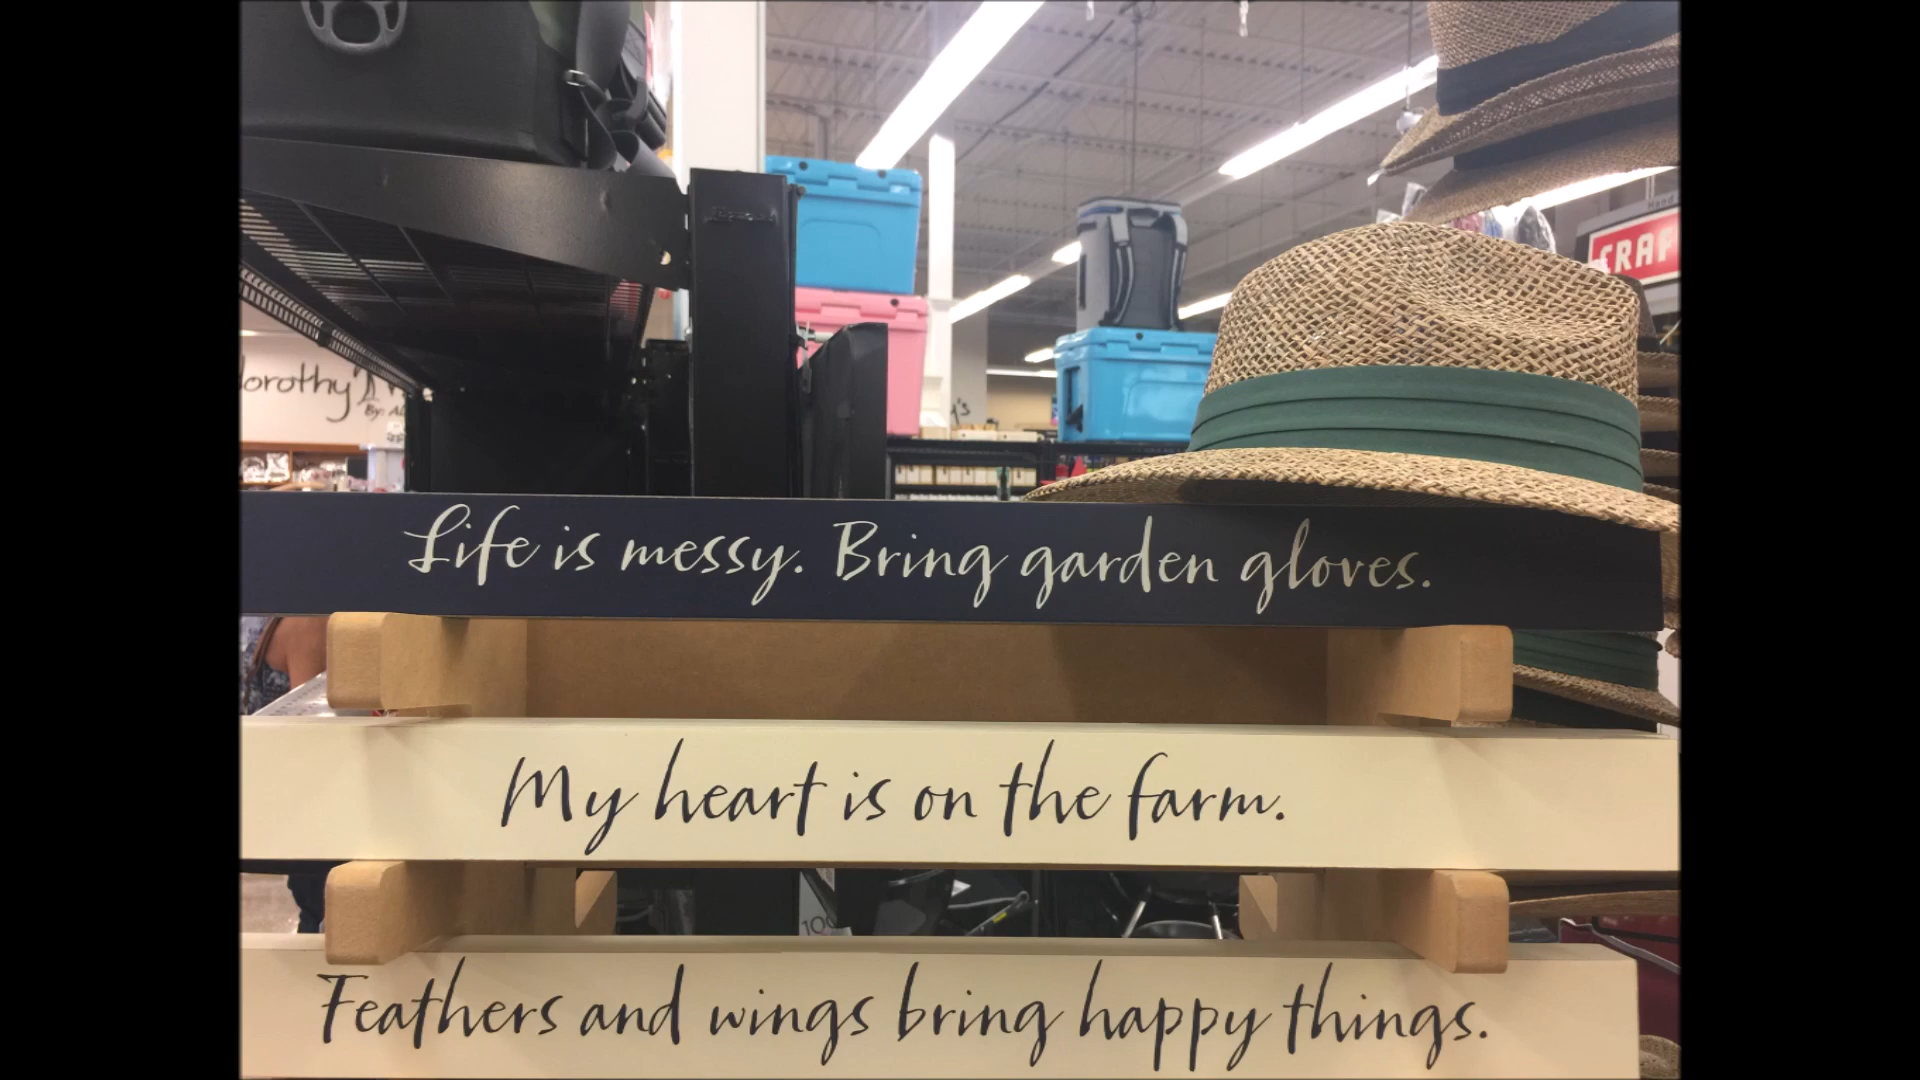 Life is messy. Bring garden gloves.
My heart is on the farm.
Feathers and wings bring happy things.